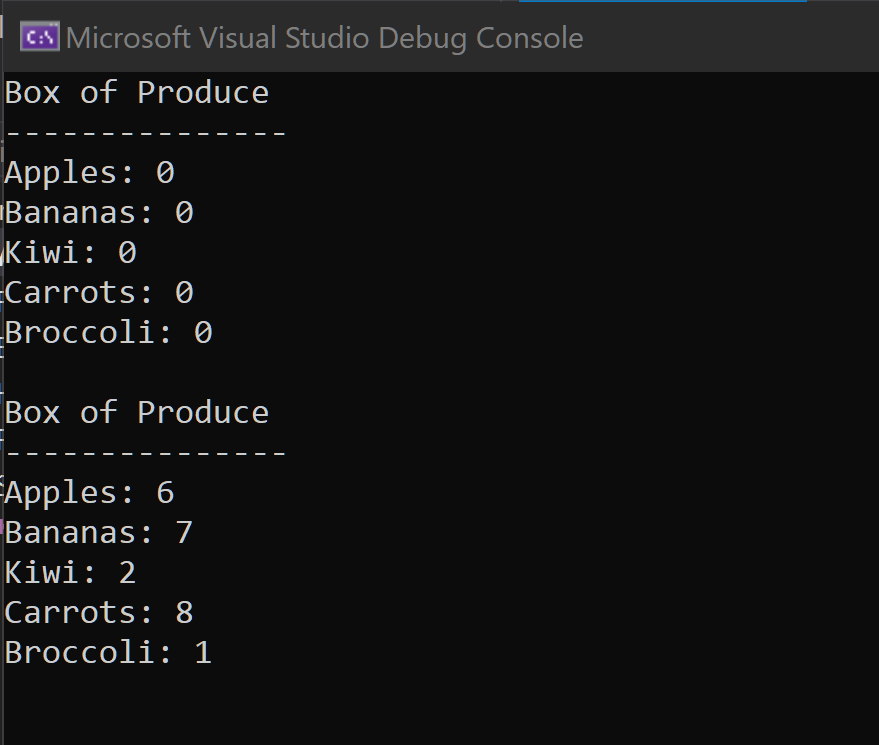 C:\ Microsoft Visual Studio Debug Console
Box of Produce
---------------
Apples: 0
Bananas: 0
Kiwi: 0
Carrots: 0
Broccoli: 0
Box of Produce
---------------
Apples: 6
Bananas: 7
Kiwi: 2
Carrots: 8
Broccoli: 1